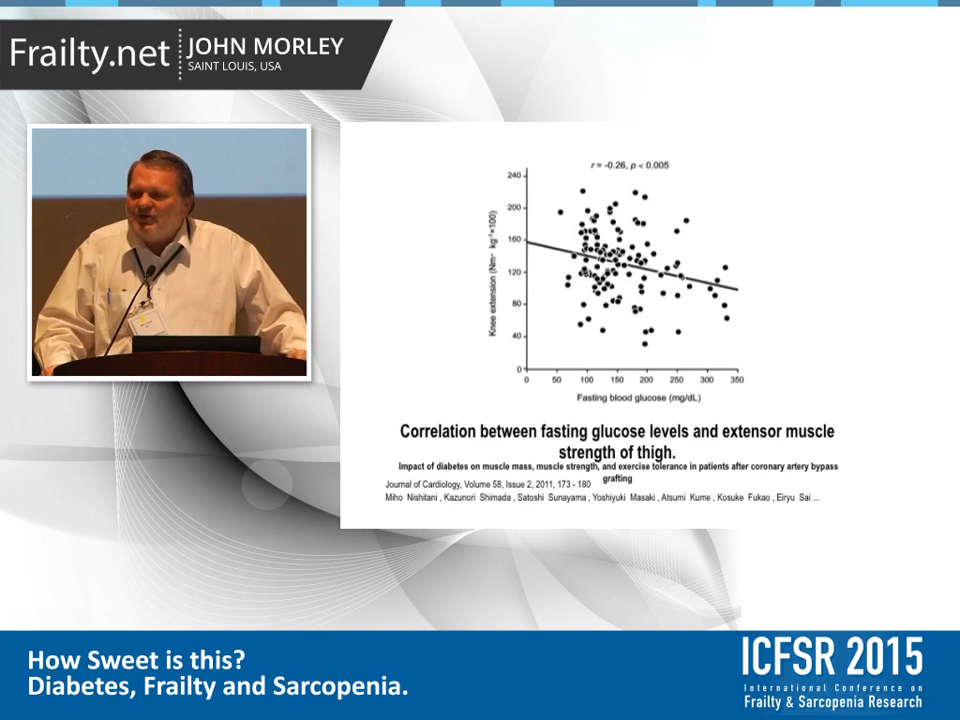 Frailty.net
JOHN MORLEY
SAINT LOUIS, USA
r = -0.26, p < 0.005
Knee extension (Nm· kg⁻¹×100)
240
200
160
120
80
40
0
0 50 100 150 200 250 300 350
Fasting blood glucose (mg/dL)
Correlation between fasting glucose levels and extensor muscle
strength of thigh.
Impact of diabetes on muscle mass, muscle strength, and exercise tolerance in patients after coronary artery bypass
grafting
Journal of Cardiology, Volume 58, Issue 2, 2011, 173 - 180
Miho Nishitani , Kazunori Shimada , Satoshi Sunayama , Yoshiyuki Masaki , Atsumi Kume , Kosuke Fukao , Eiryu Sai ...
How Sweet is this?
Diabetes, Frailty and Sarcopenia.
ICFSR 2015
International Conference on
Frailty & Sarcopenia Research